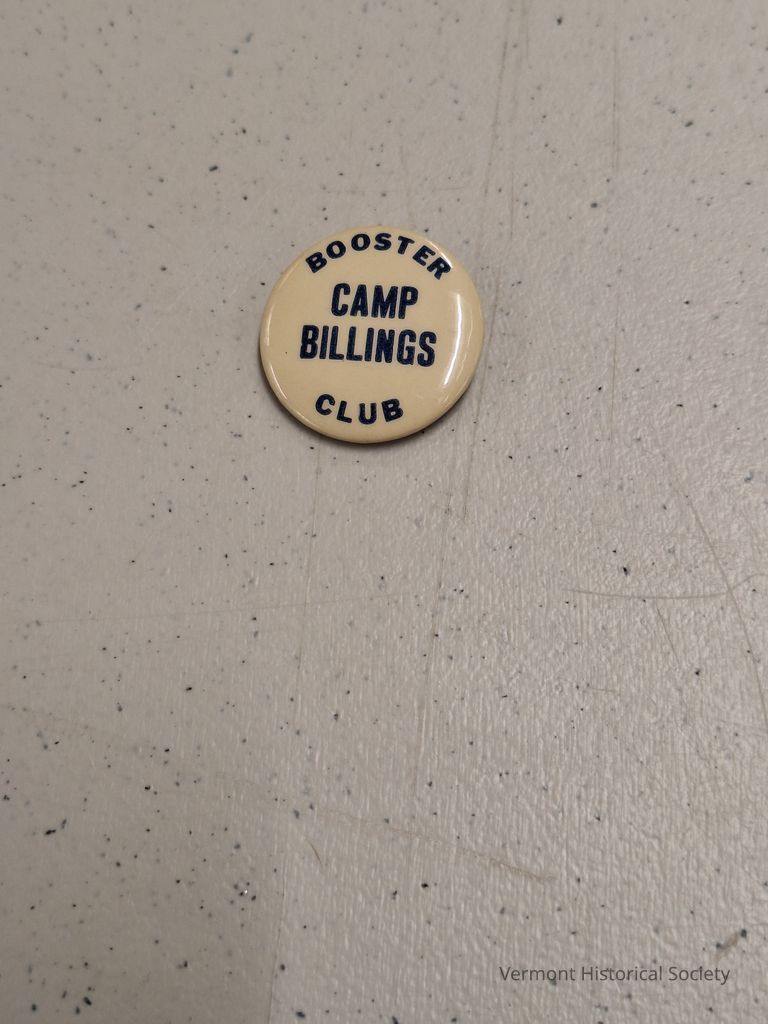 BOOSTER
CAMP
BILLINGS
CLUB
Vermont Historical Society